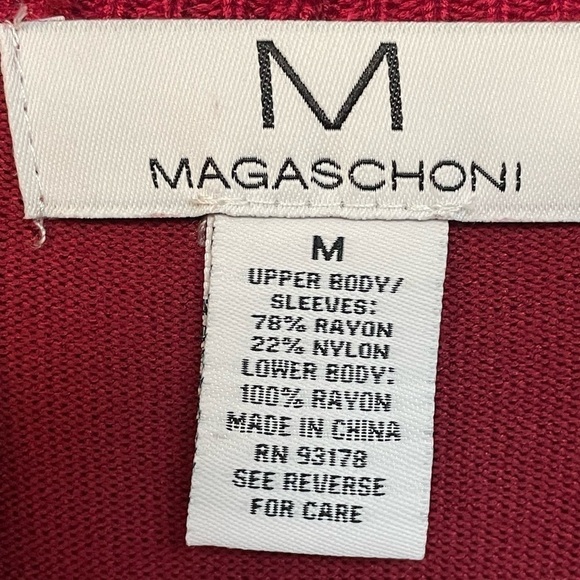 M
MAGASCHONI
M
UPPER BODY/
SLEEVES:
78% RAYON
22% NYLON
LOWER BODY:
100% RAYON
MADE IN CHINA
RN 93178
SEE REVERSE
FOR CARE